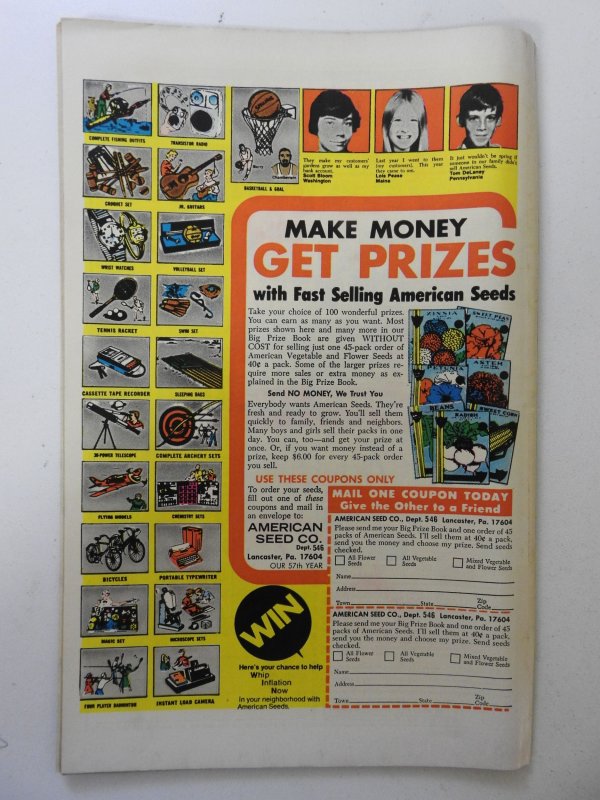 COMPLETE FISHING OUTFITS
TRANSISTOR RADIO
CROQUET SET
JR. GUITARS
WRIST WATCHES
VOLLEYBALL SET
TENNIS RACKET
SWIM SET
CASSETTE TAPE RECORDER
SLEEPING BAGS
30-POWER TELESCOPE
COMPLETE ARCHERY SETS
FLYING MODELS
CHEMISTRY SETS
BICYCLES
PORTABLE TYPEWRITER
MAGIC SET
MICROSCOPE SETS
FOUR PLAYER BADMINTON
INSTANT LOAD CAMERA
Spalding
Barry
Chamberlain
BASKETBALL & GOAL
They make my customers'
gardens grow as well as my
bank account.
Scott Bloom
Washington
Last year I went to them
(my customers). This year
they came to me.
Lois Pease
Maine
It just wouldn't be spring if
someone in our family didn't
sell American Seeds.
Tom DeLaney
Pennsylvania
MAKE MONEY
GET PRIZES
with Fast Selling American Seeds
Take your choice of 100 wonderful prizes.
You can earn as many as you want. Most
prizes shown here and many more in our
Big Prize Book are given WITHOUT
COST for selling just one 45-pack order of
American Vegetable and Flower Seeds at
40¢ a pack. Some of the larger prizes re-
quire more sales or extra money as ex-
plained in the Big Prize Book.
Send NO MONEY, We Trust You
Everybody wants American Seeds. They're
fresh and ready to grow. You'll sell them
quickly to family, friends and neighbors.
Many boys and girls sell their packs in one
day. You can, too—and get your prize at
once. Or, if you want money instead of a
prize, keep $6.00 for every 45-pack order
you sell.
ZINNIA
SWEET PEAS
PETUNIA
ASTER
BEANS
RADISH
SWEET CORN
USE THESE COUPONS ONLY
To order your seeds,
fill out one of these
coupons and mail in
an envelope to:
AMERICAN
SEED CO.
Dept. 546
Lancaster, Pa. 17604
OUR 57th YEAR
MAIL ONE COUPON TODAY
Give the Other to a Friend
AMERICAN SEED CO., Dept. 546 Lancaster, Pa. 17604
Please send me your Big Prize Book and one order of 45
packs of American Seeds. I'll sell them at 40¢ a pack,
send you the money and choose my prize. Send seeds
checked.
All Flower Seeds
All Vegetable Seeds
Mixed Vegetable and Flower Seeds
Name
Address
Town State Zip Code
AMERICAN SEED CO., Dept. 546 Lancaster, Pa. 17604
Please send me your Big Prize Book and one order of 45
packs of American Seeds. I'll sell them at 40¢ a pack,
send you the money and choose my prize. Send seeds
checked.
All Flower Seeds
All Vegetable Seeds
Mixed Vegetable and Flower Seeds
Name
Address
Town State Zip Code
WIN
Here's your chance to help
Whip
Inflation
Now
In your neighborhood with
American Seeds.